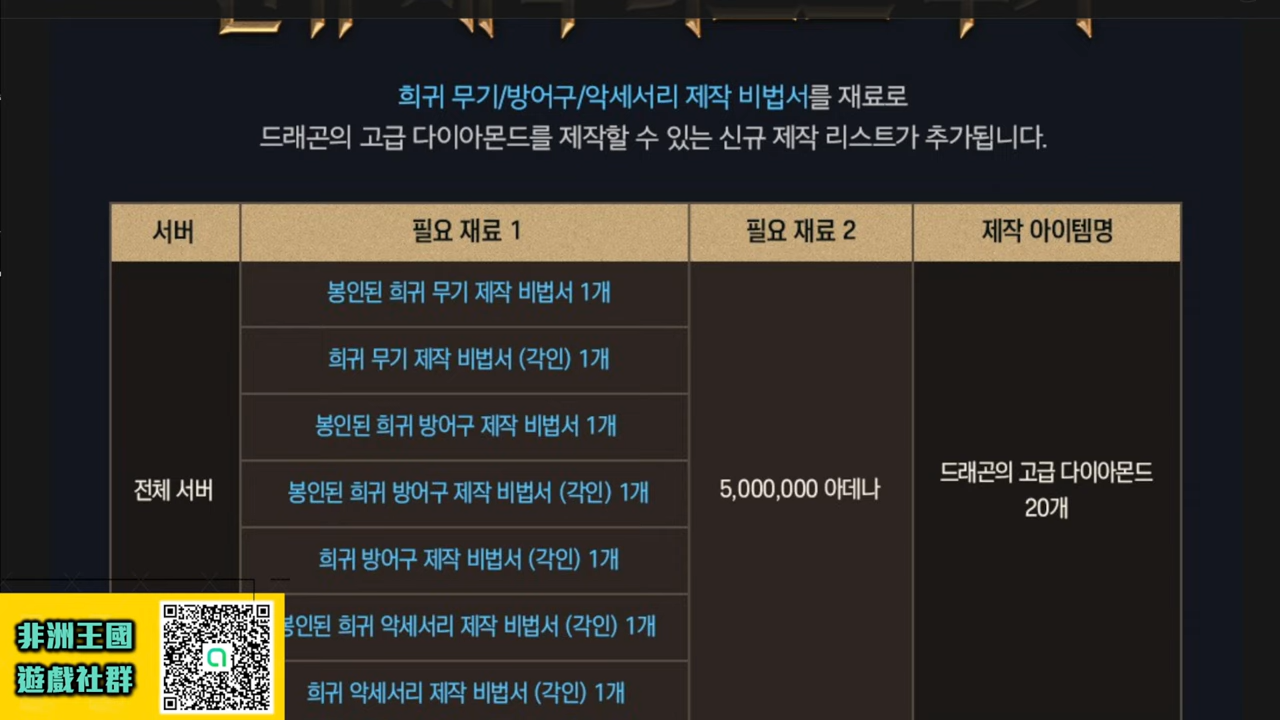 희귀 무기/방어구/악세서리 제작 비법서를 재료로
드래곤의 고급 다이아몬드를 제작할 수 있는 신규 제작 리스트가 추가됩니다.
서버 필요 재료 1 필요 재료 2 제작 아이템명
봉인된 희귀 무기 제작 비법서 1개
희귀 무기 제작 비법서 (각인) 1개
봉인된 희귀 방어구 제작 비법서 1개
봉인된 희귀 방어구 제작 비법서 (각인) 1개
희귀 방어구 제작 비법서 (각인) 1개
봉인된 희귀 악세서리 제작 비법서 (각인) 1개
희귀 악세서리 제작 비법서 (각인) 1개
전체 서버
5,000,000 아데나
드래곤의 고급 다이아몬드
20개
非洲王國
遊戲社群